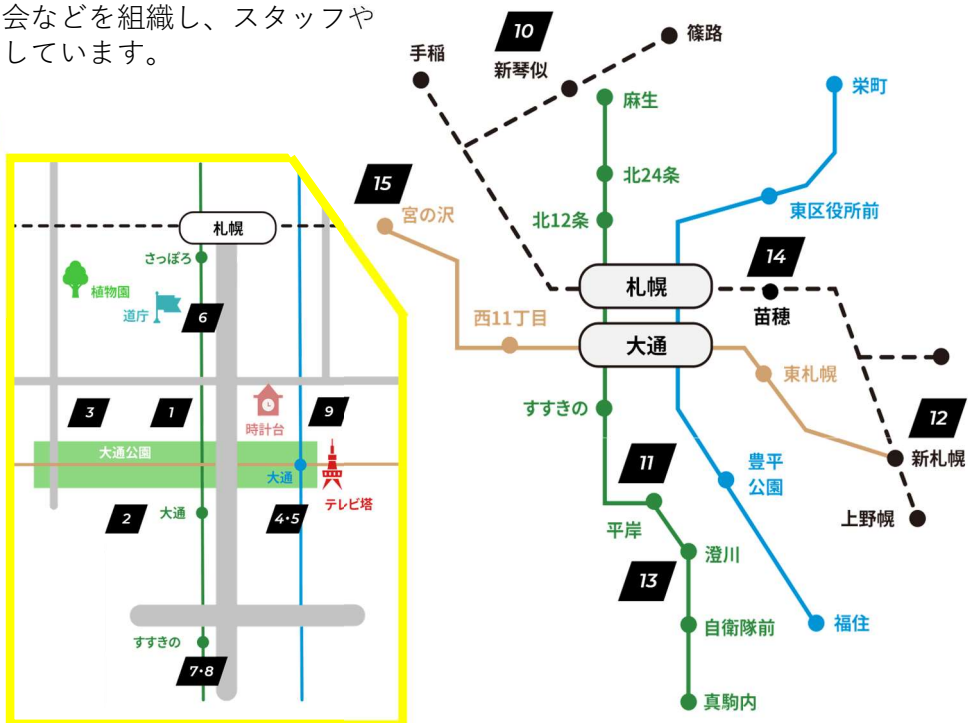 会などを組織し、スタッフや
しています。
10
篠路
手稲
新琴似
栄町
麻生
15
北24条
宮の沢
東区役所前
北12条
札幌
さっぽろ
14
植物園
札幌
道庁
6
苗穂
西11丁目
大通
東札幌
3
1
時計台
9
すすきの
12
大通公園
新札幌
大通
11
豊平
公園
テレビ塔
2
大通
4・5
上野幌
平岸
澄川
13
すすきの
自衛隊前
福住
7・8
真駒内